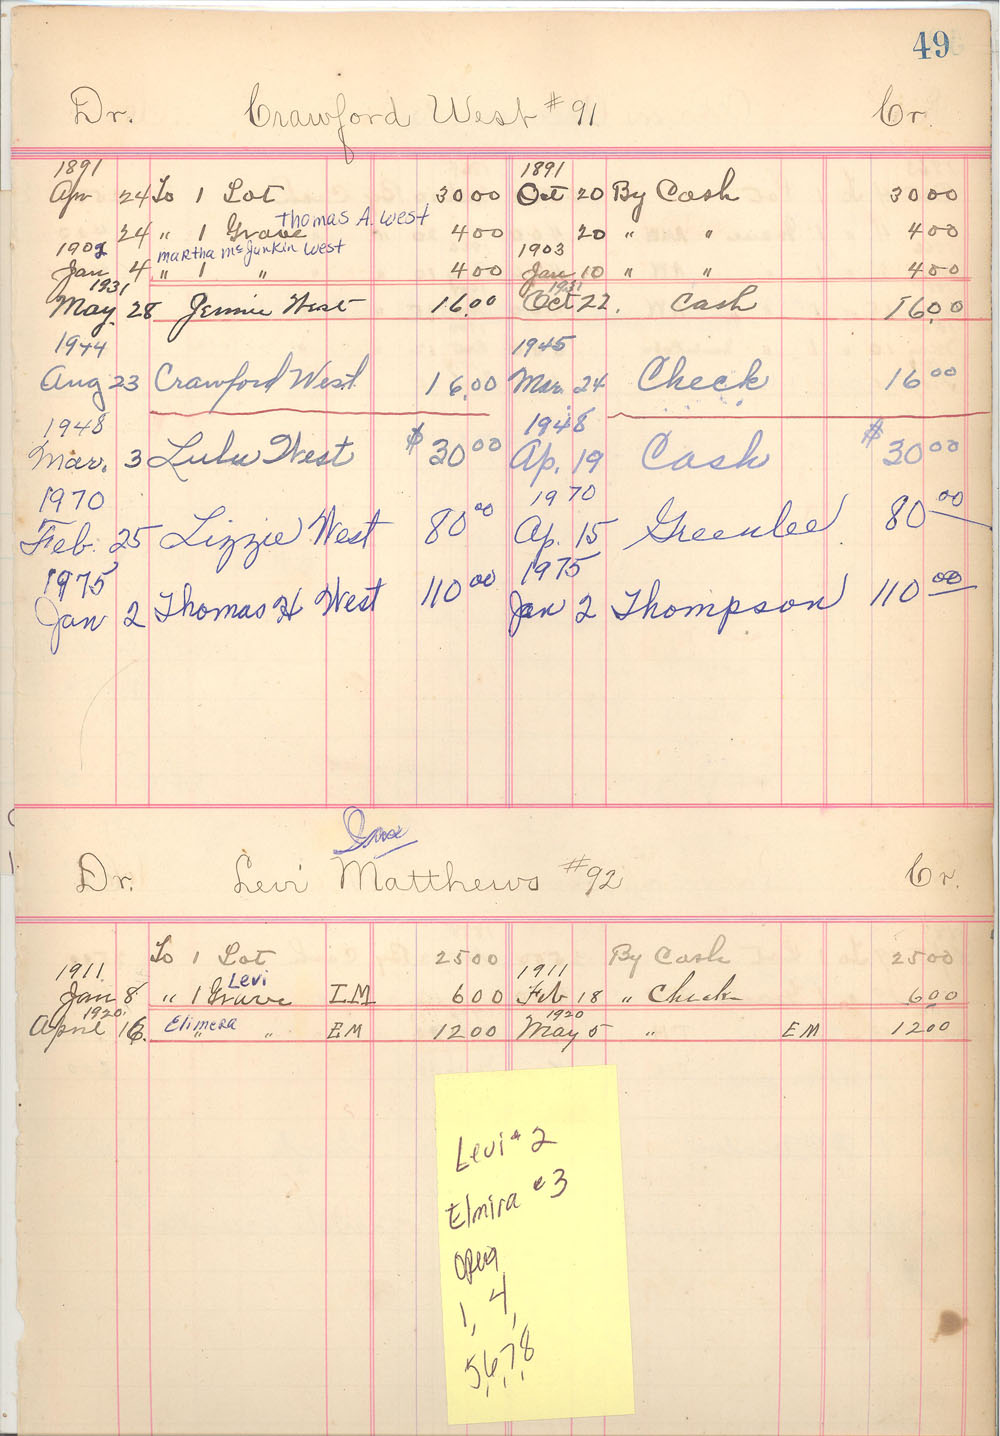 49
Dr. Crawford West #91 Cr.
1891 1891
Apr 24 To 1 Lot 30 00 Oct 20 By Cash 30 00
Thomas A. West
24 " 1 Grave 4 00 20 " " 4 00
Martha McJunkin West
1902 1903
Jan 4 " 1 " 4 00 Jan 10 " " 4 00
1931 1931
May 28 Jennie West 16.00 Oct 22. Cash 16.00
1944 1945
Aug 23 Crawford West 16.00 Mar. 24 Check 16 00
1948 1948
Mar. 3 Lulu West $30 00 Ap. 19 Cash $30 00
1970 1970
Feb. 25 Lizzie West 80 00 Ap. 15 Greenlee 80 00
1975 1975
Jan 2 Thomas H West 110 00 Jan 2 Thompson 110 00
Dr. Levi Matthews #92 Cr.
To 1 Lot 25 00 By Cash 25 00
1911 Levi 1911
Jan 8 " 1 Grave I M 6 00 Feb 18 " Check 6 00
1920 1920
April 16. Elimera " " E M 12 00 May 5 " E M 12 00
Levi # 2
Elmira # 3
open
1, 4,
5, 6, 7, 8